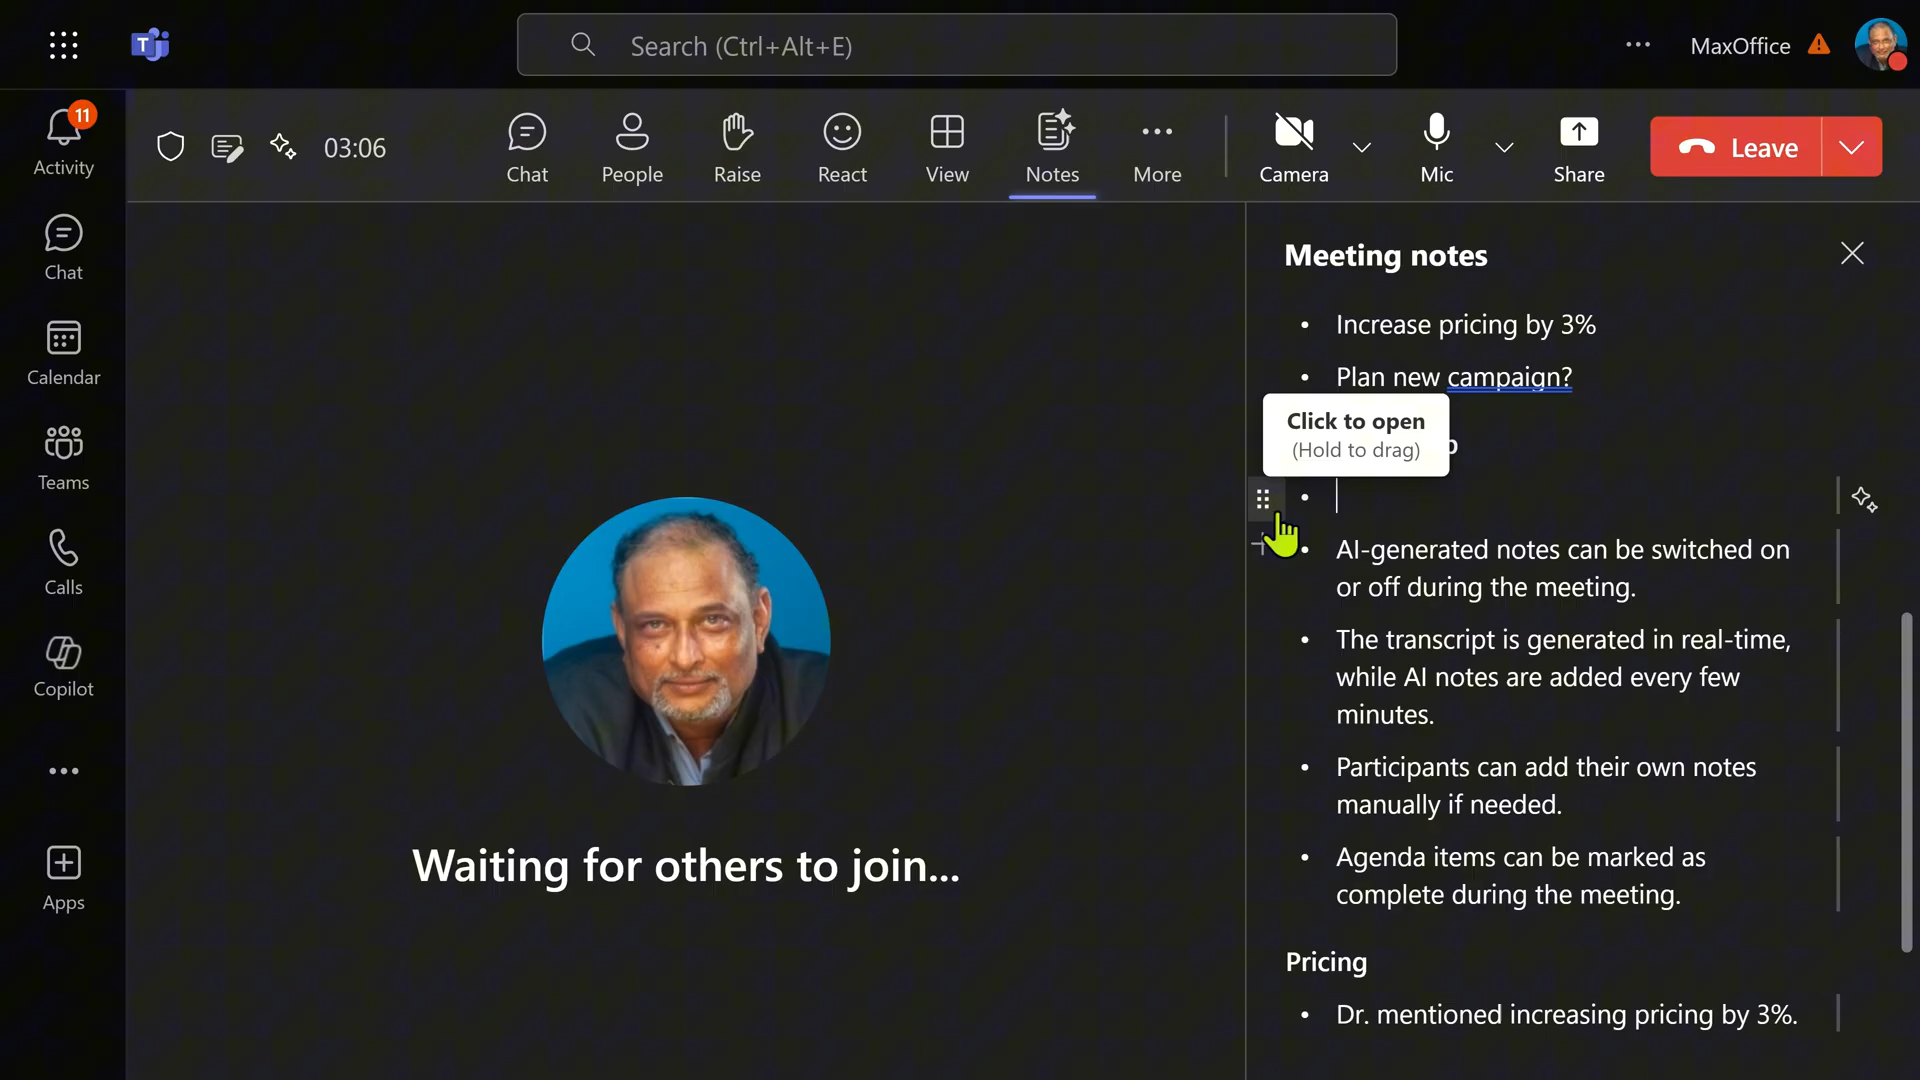 Search (Ctrl+Alt+E)
MaxOffice
11
Activity
Chat
Calendar
Teams
Calls
Copilot
Apps
03:06
Chat
People
Raise
React
View
Notes
More
Camera
Mic
Share
Leave
Waiting for others to join...
Meeting notes
• Increase pricing by 3%
• Plan new campaign?
Click to open
(Hold to drag)
•
• AI-generated notes can be switched on
or off during the meeting.
• The transcript is generated in real-time,
while AI notes are added every few
minutes.
• Participants can add their own notes
manually if needed.
• Agenda items can be marked as
complete during the meeting.
Pricing
• Dr. mentioned increasing pricing by 3%.